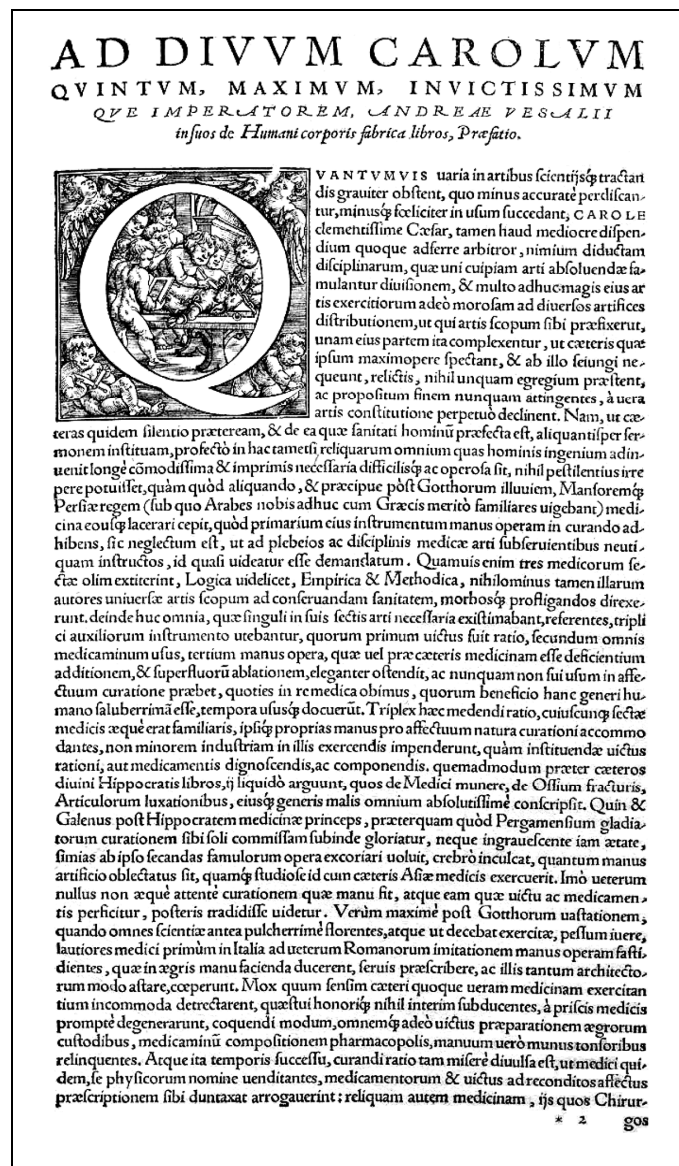 AD DIVVM CAROLVM
QVINTVM, MAXIMVM, INVICTISSIMVM
QVE IMPERATOREM, ANDREAE VESALII
in suos de Humani corporis fabrica libros, Præfatio.
QVANTVMVIS uaria in artibus scientijsq́; tractan
dis grauiter obstent, quo minus accuratè perdiscan-
tur, minusq́; fœliciter in usum succedant, CAROLE
clementissime Cæsar, tamen haud mediocre dispen-
dium quoque adferre arbitror, nimium diductam
disciplinarum, quæ uni cuipiam arti absoluendæ fa-
mulantur diuisionem, & multo adhuc magis eius ar
tis exercitiorum adeò morosam ad diuersos artifices
distributionem, ut qui artis scopum sibi præfixerūt,
unam eius partem ita complexentur, ut cæteris quæ
ipsum maximopere spectant, & ab illo seiungi ne-
queunt, relictis, nihil unquam egregium præstent,
ac propositum finem nunquam attingentes, à uera
artis constitutione perpetuò declinent. Nam, ut cæ-
teras quidem silentio præteream, & de ea quæ sanitati hominū præfecta est, aliquantisper ser-
monem instituam, profectò in hac tametsi reliquarum omnium quas hominis ingenium adin-
uenit longè cōmodissima & imprimis necessaria difficilisq́; ac operosa sit, nihil pestilentius irre
pere potuisset, quàm quòd aliquando, & præcipue pòst Gotthorum illuuiem, Mansoremq́;
Persiæ regem (sub quo Arabes nobis adhuc cum Græcis meritò familiares uigebant) medi-
cina eousq́; lacerari cepit, quòd primarium eius instrumentum manus operam in curando ad-
hibens, sic neglectum est, ut ad plebeios ac disciplinis medicæ arti subseruientibus neuti-
quam instructos, id quasi uideatur esse demandatum. Quamuis enim tres medicorum se-
ctæ olim extiterint, Logica uidelicet, Empirica & Methodica, nihilominus tamen illarum
autores uniuersæ artis scopum ad conseruandam sanitatem, morbosq́; profligandos direxe-
runt. deinde huc omnia, quæ singuli in suis sectis arti necessaria existimabant, referentes, tripli
ci auxiliorum instrumento utebantur, quorum primum uictus fuit ratio, secundum omnis
medicaminum usus, tertium manus opera, quæ uel præ cæteris medicinam esse deficientium
additionem, & superfluorū ablationem, eleganter ostendit, ac nunquam non sui usum in affe-
ctuum curatione præbet, quoties in re medica obimus, quorum beneficio hanc generi hu-
mano saluberrimā esse, tempora ususq́; docuerūt. Triplex hæc medendi ratio, cuiuscunq́; sectæ
medicis æquè erat familiaris, ipsiq́; proprias manus pro affectuum natura curationi accommo
dantes, non minorem industriam in illis exercendis impenderunt, quàm instituendæ uictus
rationi, aut medicamentis dignoscendis, ac componendis. quemadmodum præter cæteros
diuini Hippocratis libros, ij liquidò arguunt, quos de Medici munere, de Ossium fracturis,
Articulorum luxationibus, eiusq́; generis malis omnium absolutissimè conscripsit. Quin &
Galenus post Hippocratem medicinæ princeps, præterquam quòd Pergamensium gladia-
torum curationem sibi soli commissam subinde gloriatur, neque ingrauescente iam ætate,
simias ab ipso secandas famulorum opera excoriari uoluit, crebrò inculcat, quantum manus
artificio oblectatus sit, quamq́; studiose id cum cæteris Asiæ medicis exercuerit. Imò ueterum
nullus non æquè attentè curationem quæ manu fit, atque eam quæ uictu ac medicamen-
tis perficitur, posteris tradidisse uidetur. Verùm maximè post Gotthorum uastationem,
quando omnes scientiæ antea pulcherrimè florentes, atque ut decebat exercitæ, pessum iuere,
lautiores medici primùm in Italia ad ueterum Romanorum imitationem manus operam fasti-
dientes, quæ in ægris manu facienda ducerent, seruis præscribere, ac illis tantum architecto-
rum modo astare, cœperunt. Mox quum sensim cæteri quoque ueram medicinam exercitan
tium incommoda detrectarent, quæstui honoriq́; nihil interim subducentes, à priscis medicis
promptè degenerarunt, coquendi modum, omnemq́; adeò uictus præparationem ægrorum
custodibus, medicaminū compositionem pharmacopolis, manuum uerò munus tonsoribus
relinquentes. Atque ita temporis successu, curandi ratio tam miserè diuulsa est, ut medici qui-
dem, se physicorum nomine uenditantes, medicamentorum & uictus ad reconditos affectus
præscriptionem sibi duntaxat arrogauerint: reliquam autem medicinam, ijs quos Chirur-
* 2 gos